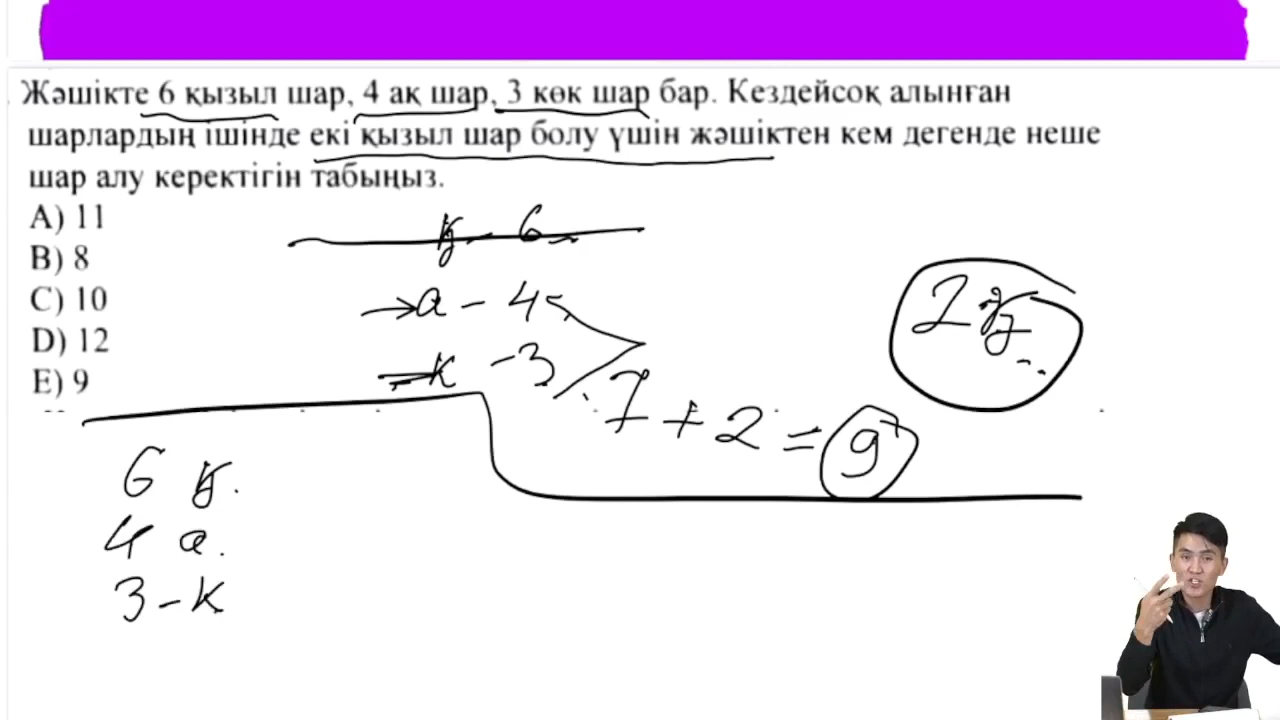 Жәшікте 6 қызыл шар, 4 ақ шар, 3 көк шар бар. Кездейсоқ алынған
шарлардың ішінде екі қызыл шар болу үшін жәшіктен кем дегенде неше
шар алу керектігін табыңыз.
A) 11
B) 8
C) 10
D) 12
E) 9
қ - 6
а - 4
к - 3
7 + 2 = 9
2 қ
6 қ.
4 а.
3 - к